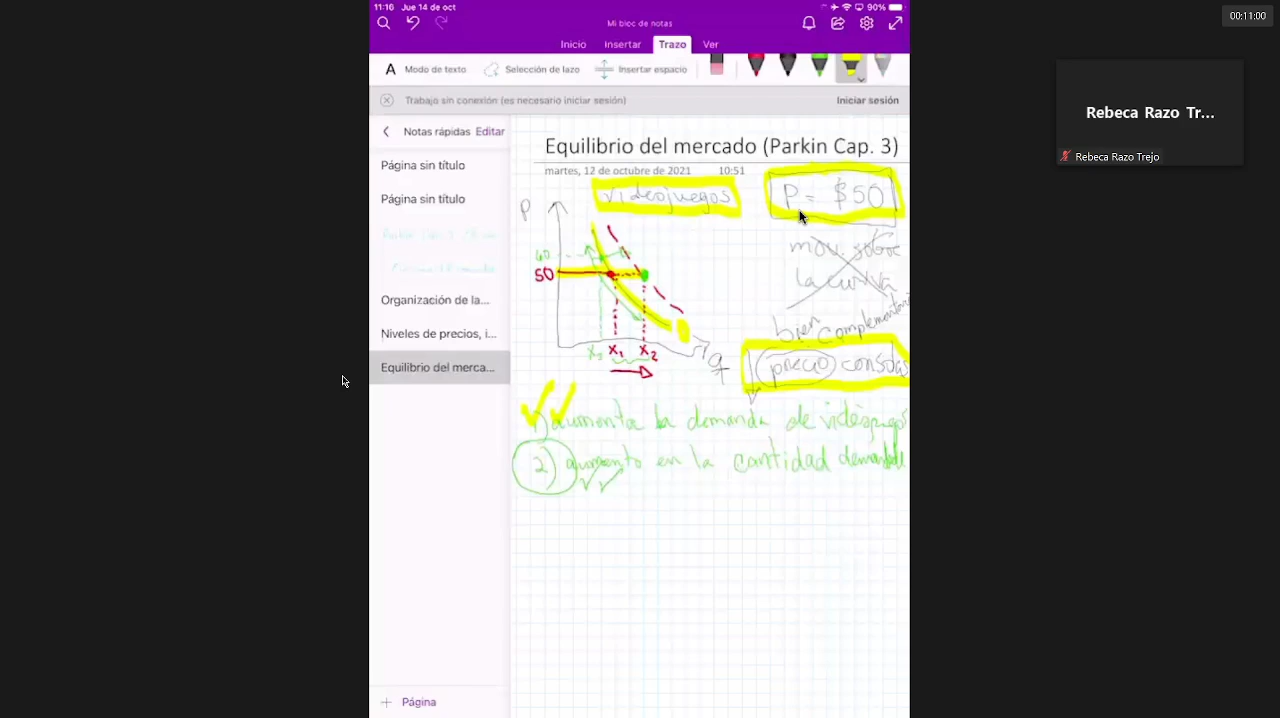 11:16 Jue 14 de oct
90%
00:11:00
Mi bloc de notas
Inicio Insertar Trazo Ver
A Modo de texto Selección de lazo Insertar espacio
Trabajo sin conexión (es necesario iniciar sesión) Iniciar sesión
Rebeca Razo Tr...
Rebeca Razo Trejo
Notas rápidas Editar
Página sin título
Página sin título
Organización de la...
Niveles de precios, i...
Equilibrio del merca...
Página
Equilibrio del mercado (Parkin Cap. 3)
martes, 12 de octubre de 2021 10:51
videojuegos
P = $50
P
60
50
mov. sobre
la curva
bien complementario
precio consolas
x3 x1 x2
q
1) aumenta la demanda de videojuegos
2) aumento en la cantidad demandada